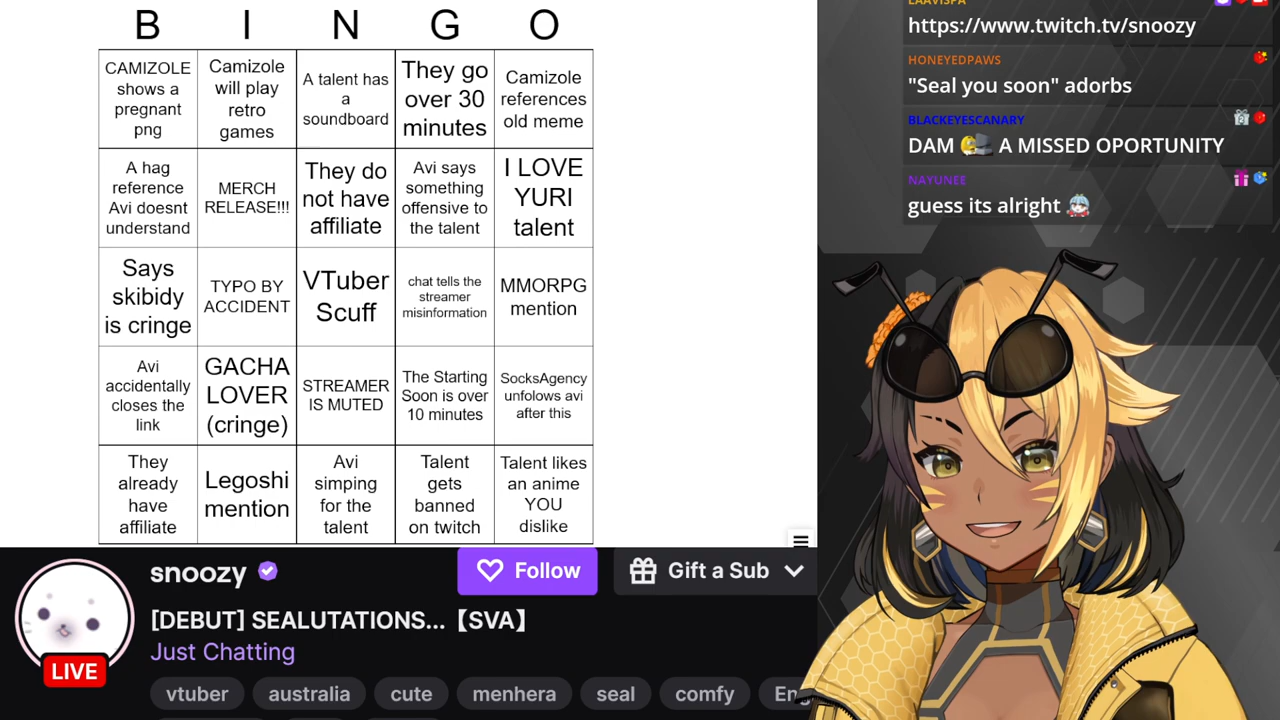 B I N G O
CAMIZOLE
shows a
pregnant
png
Camizole
will play
retro
games
A talent has
a
soundboard
They go
over 30
minutes
Camizole
references
old meme
A hag
reference
Avi doesnt
understand
MERCH
RELEASE!!!
They do
not have
affiliate
Avi says
something
offensive to
the talent
I LOVE
YURI
talent
Says
skibidy
is cringe
TYPO BY
ACCIDENT
VTuber
Scuff
chat tells the
streamer
misinformation
MMORPG
mention
Avi
accidentally
closes the
link
GACHA
LOVER
(cringe)
STREAMER
IS MUTED
The Starting
Soon is over
10 minutes
SocksAgency
unfolows avi
after this
They
already
have
affiliate
Legoshi
mention
Avi
simping
for the
talent
Talent
gets
banned
on twitch
Talent likes
an anime
YOU
dislike
snoozy
Follow
Gift a Sub
[DEBUT] SEALUTATIONS...【SVA】
Just Chatting
LIVE
vtuber australia cute menhera seal comfy
https://www.twitch.tv/snoozy
HONEYEDPAWS
"Seal you soon" adorbs
BLACKEYESCANARY
DAM A MISSED OPORTUNITY
NAYUNEE
guess its alright